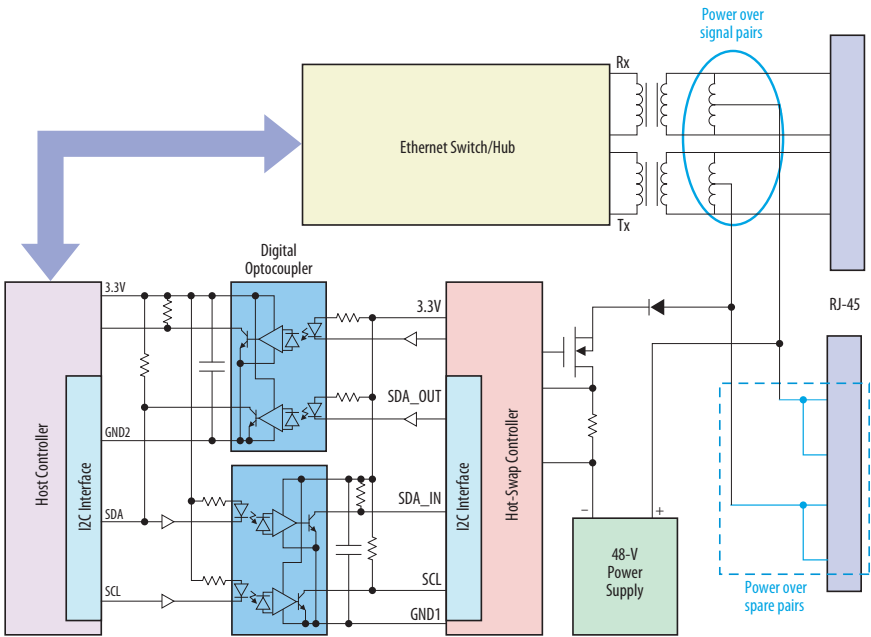 Power over
signal pairs
Rx
Ethernet Switch/Hub
Tx
Digital
Optocoupler
3.3V
3.3V
RJ-45
SDA_OUT
GND2
Host Controller
I2C Interface
SDA
SCL
SDA_IN
SCL
GND1
I2C Interface
Hot-Swap Controller
–
+
48-V
Power
Supply
Power over
spare pairs